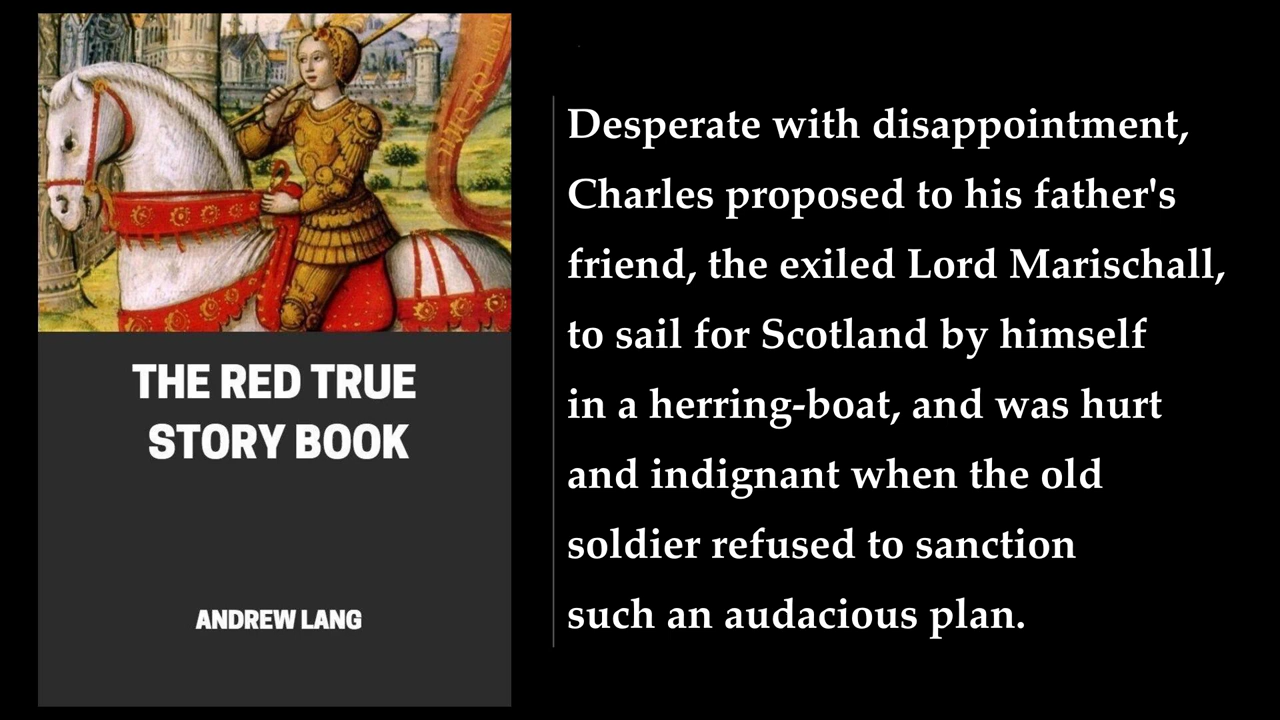 THE RED TRUE
STORY BOOK
ANDREW LANG
Desperate with disappointment,
Charles proposed to his father's
friend, the exiled Lord Marischall,
to sail for Scotland by himself
in a herring-boat, and was hurt
and indignant when the old
soldier refused to sanction
such an audacious plan.